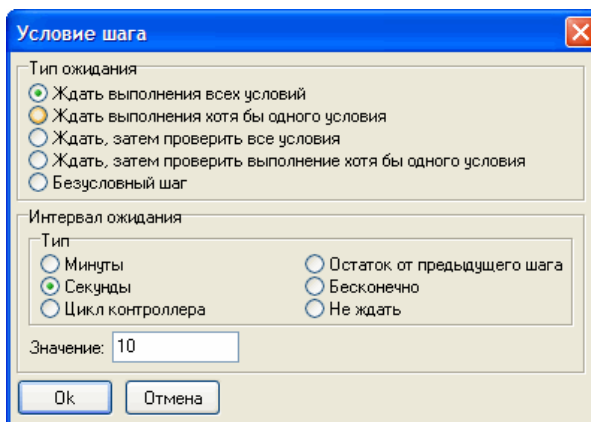 Условие шага
Тип ожидания
Ждать выполнения всех условий
Ждать выполнения хотя бы одного условия
Ждать, затем проверить все условия
Ждать, затем проверить выполнение хотя бы одного условия
Безусловный шаг
Интервал ожидания
Тип
Минуты
Секунды
Цикл контроллера
Остаток от предыдущего шага
Бесконечно
Не ждать
Значение: 10
Ok Отмена